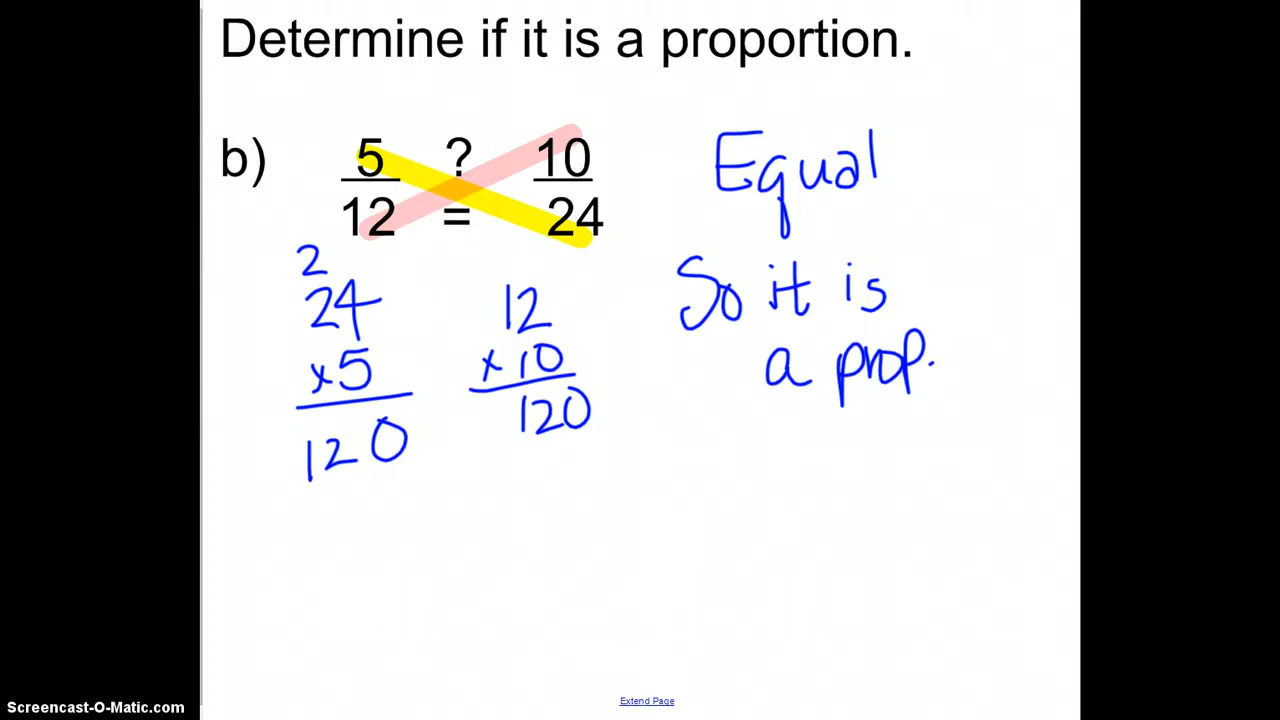 Determine if it is a proportion.
b) 5 ? 10
12 = 24
2
24
x5
120
12
x10
120
Equal
So it is
a prop.
Extend Page
Screencast-O-Matic.com